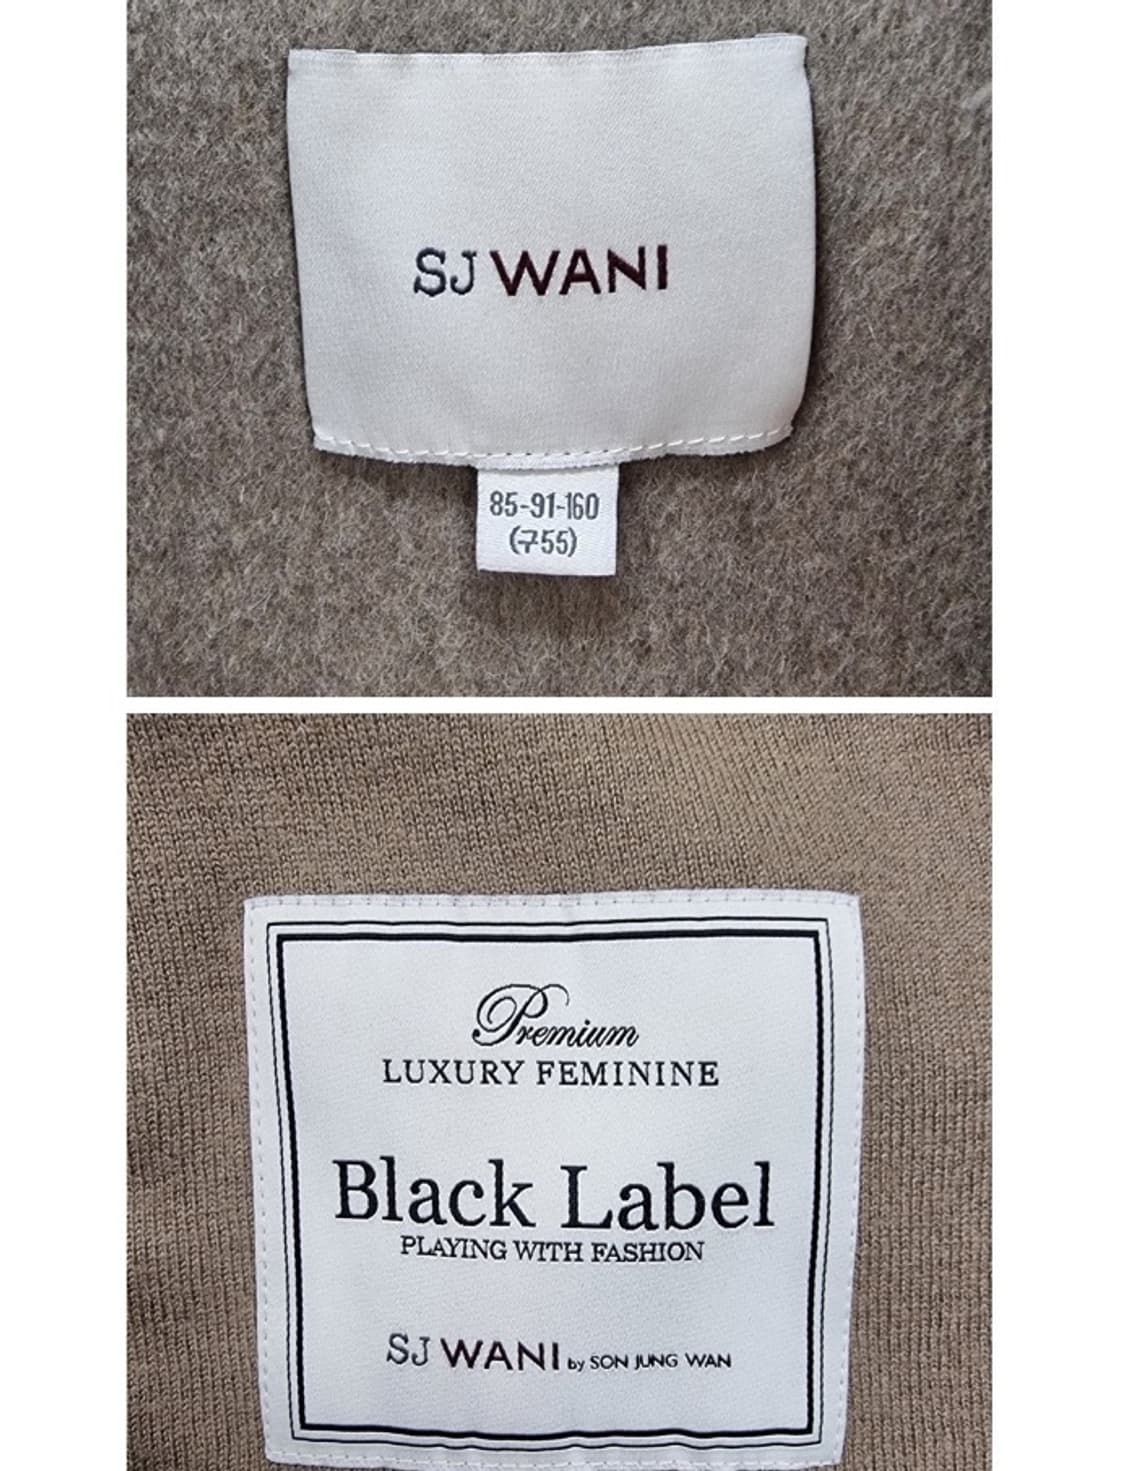 SJ WANI
85-91-160
(755)
Premium
LUXURY FEMININE
Black Label
PLAYING WITH FASHION
SJ WANI by SON JUNG WAN